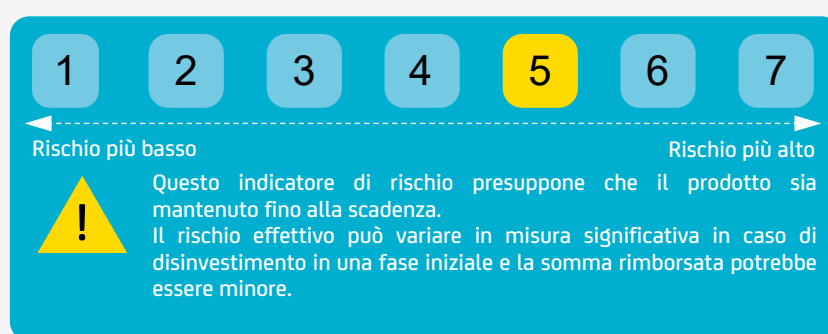 1 2 3 4 5 6 7
Rischio più basso Rischio più alto
!
Questo indicatore di rischio presuppone che il prodotto sia
mantenuto fino alla scadenza.
Il rischio effettivo può variare in misura significativa in caso di
disinvestimento in una fase iniziale e la somma rimborsata potrebbe
essere minore.